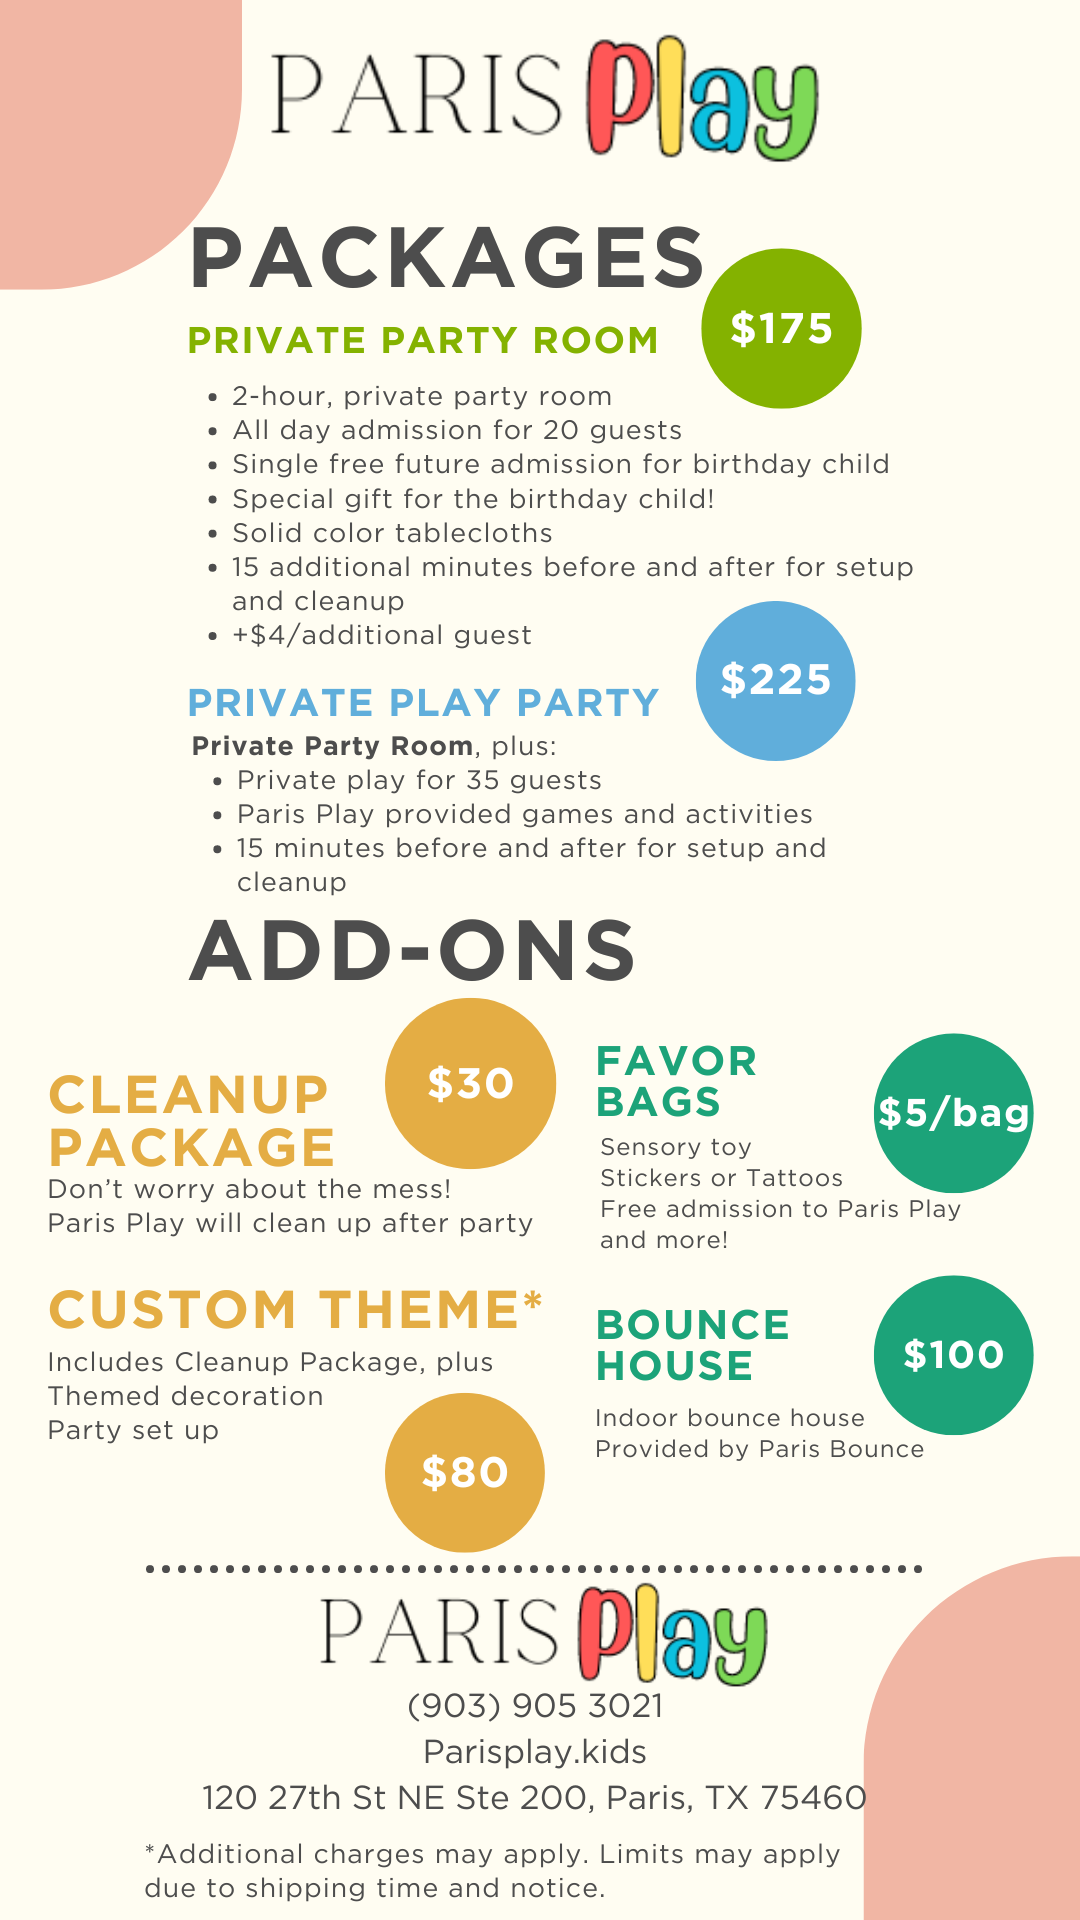 PARIS Play
PACKAGES
PRIVATE PARTY ROOM
$175
• 2-hour, private party room
• All day admission for 20 guests
• Single free future admission for birthday child
• Special gift for the birthday child!
• Solid color tablecloths
• 15 additional minutes before and after for setup
and cleanup
• +$4/additional guest
PRIVATE PLAY PARTY
$225
Private Party Room, plus:
• Private play for 35 guests
• Paris Play provided games and activities
• 15 minutes before and after for setup and
cleanup
ADD-ONS
CLEANUP
PACKAGE
$30
Don't worry about the mess!
Paris Play will clean up after party
CUSTOM THEME*
Includes Cleanup Package, plus
Themed decoration
Party set up
$80
FAVOR
BAGS
$5/bag
Sensory toy
Stickers or Tattoos
Free admission to Paris Play
and more!
BOUNCE
HOUSE
$100
Indoor bounce house
Provided by Paris Bounce
PARIS Play
(903) 905 3021
Parisplay.kids
120 27th St NE Ste 200, Paris, TX 75460
*Additional charges may apply. Limits may apply
due to shipping time and notice.